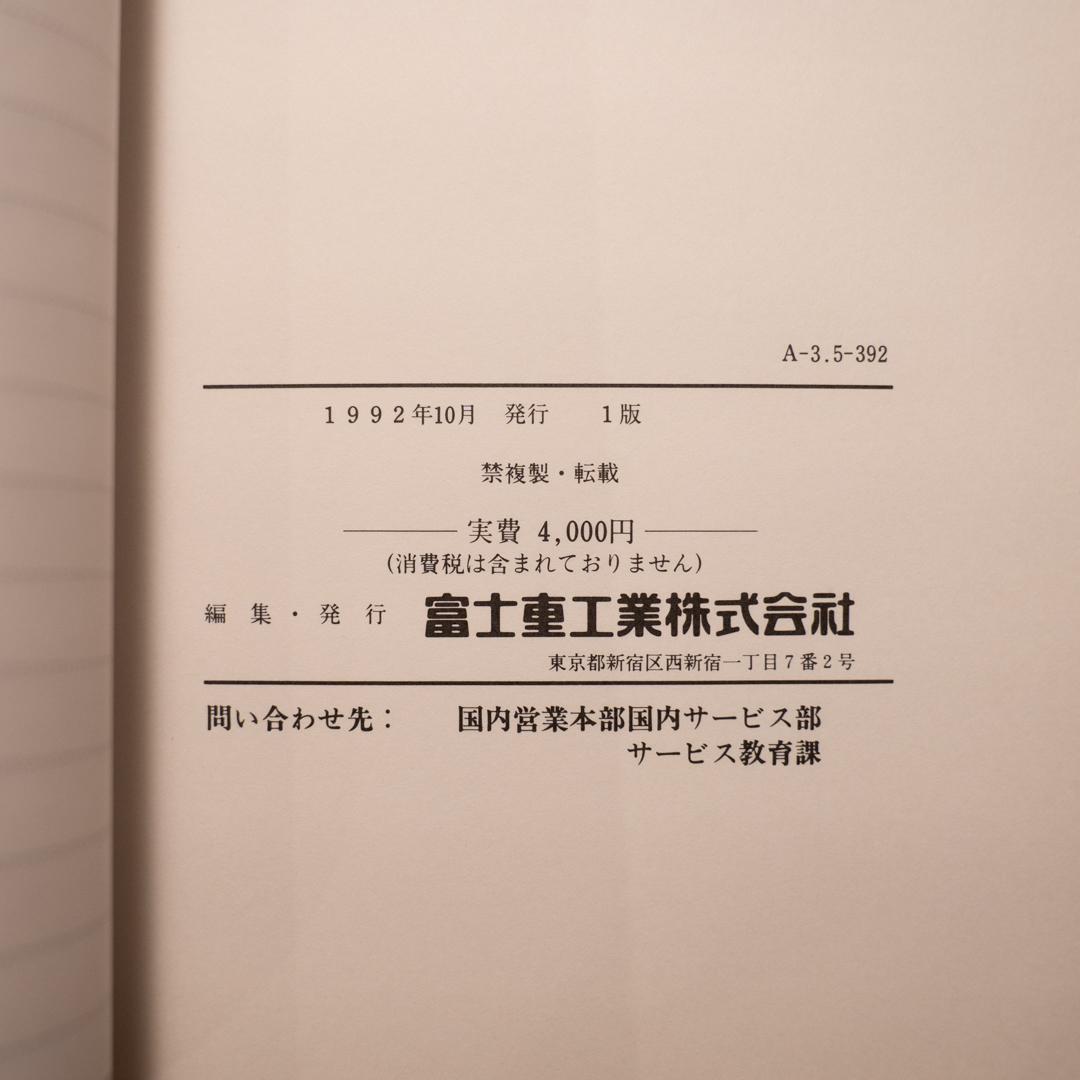 A-3.5-392
１９９２年10月　発行　　１版
禁複製・転載
実費 4,000円
(消費税は含まれておりません)
編　集・発　行　富士重工業株式会社
東京都新宿区西新宿一丁目７番２号
問い合わせ先：　　国内営業本部国内サービス部
サービス教育課